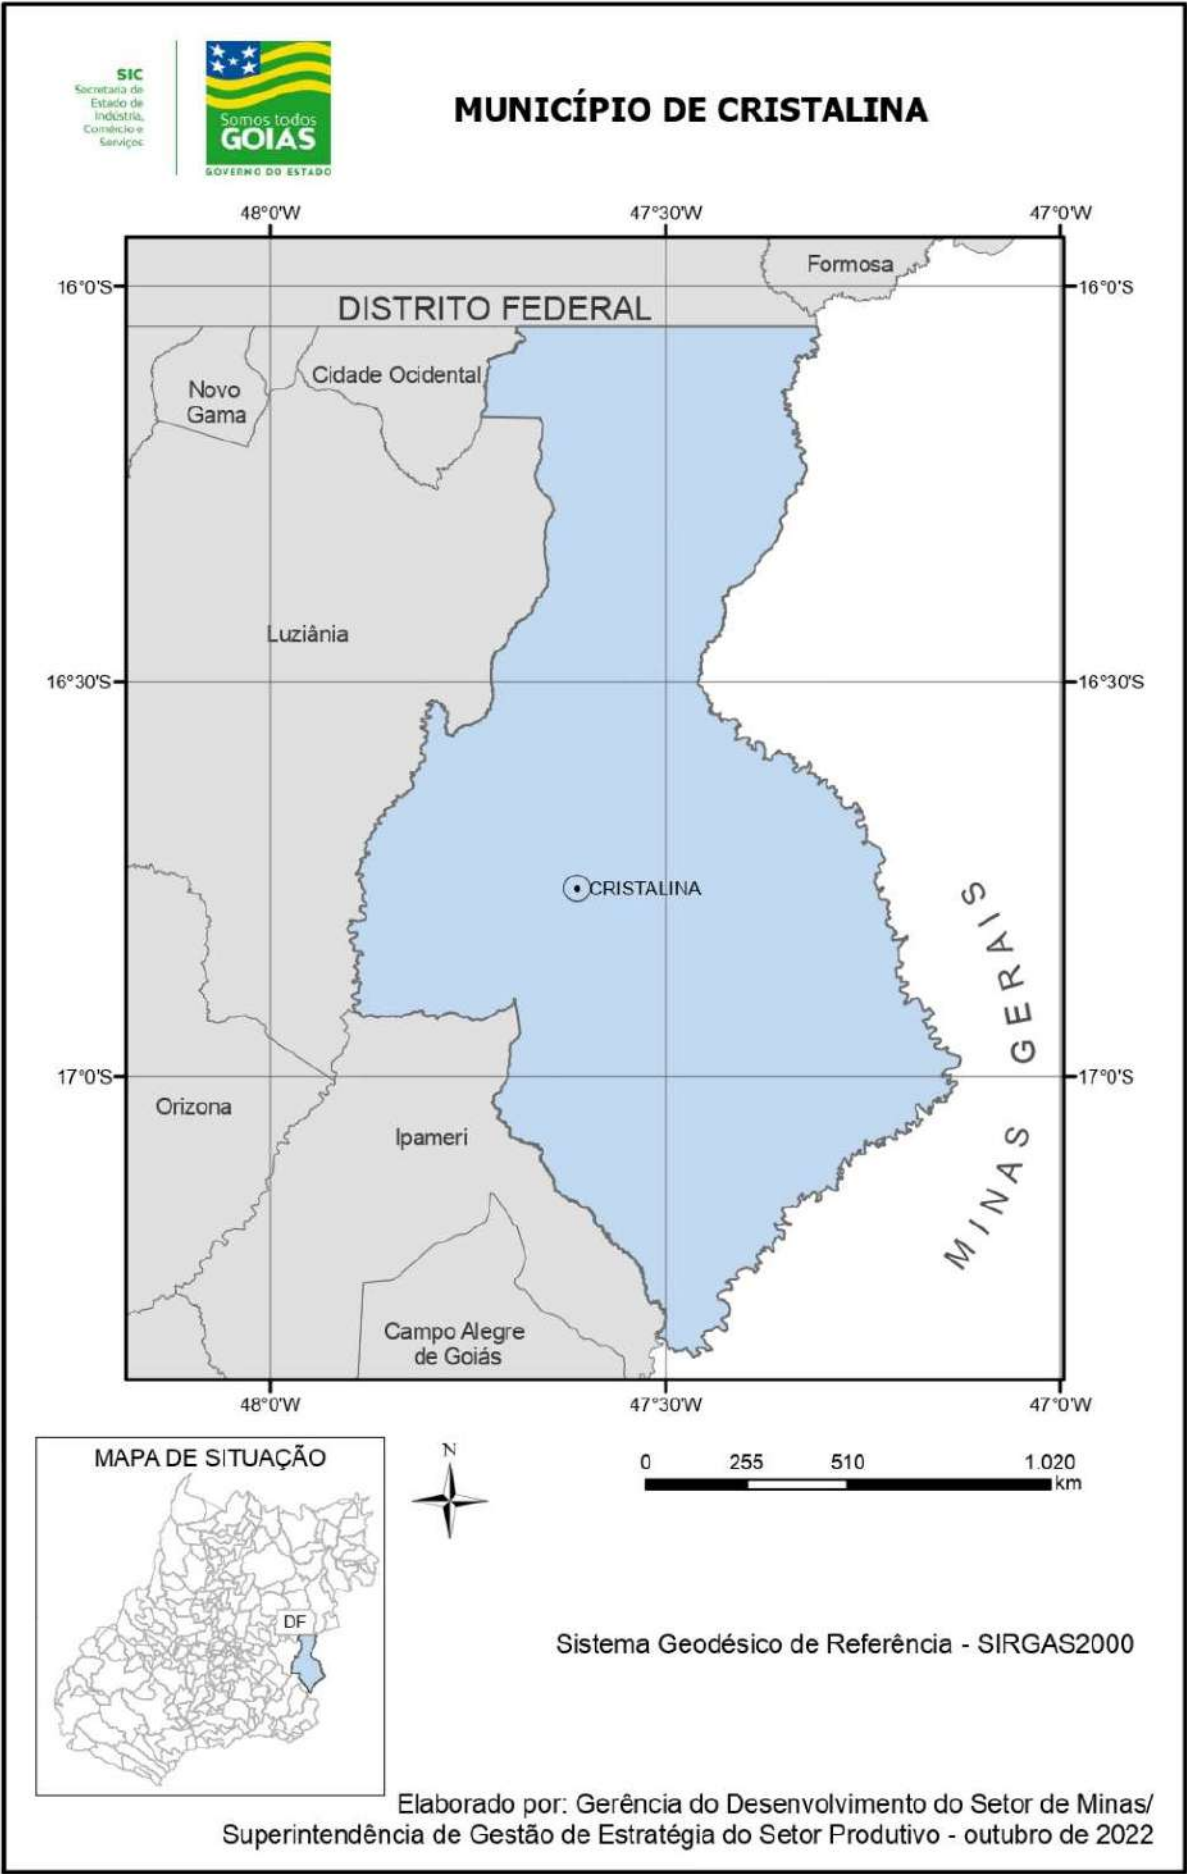 SIC
Secretaria de
Estado de
Indústria,
Comércio e
Serviços
Somos todos
GOIÁS
GOVERNO DO ESTADO
MUNICÍPIO DE CRISTALINA
48°0'W
47°30'W
47°0'W
Formosa
16°0'S
16°0'S
DISTRITO FEDERAL
Cidade Ocidental
Novo
Gama
Luziânia
16°30'S
16°30'S
CRISTALINA
MINAS GERAIS
17°0'S
17°0'S
Orizona
Ipameri
Campo Alegre
de Goiás
48°0'W
47°30'W
47°0'W
MAPA DE SITUAÇÃO
DF
N
0 255 510 1.020
km
Sistema Geodésico de Referência - SIRGAS2000
Elaborado por: Gerência do Desenvolvimento do Setor de Minas/
Superintendência de Gestão de Estratégia do Setor Produtivo - outubro de 2022